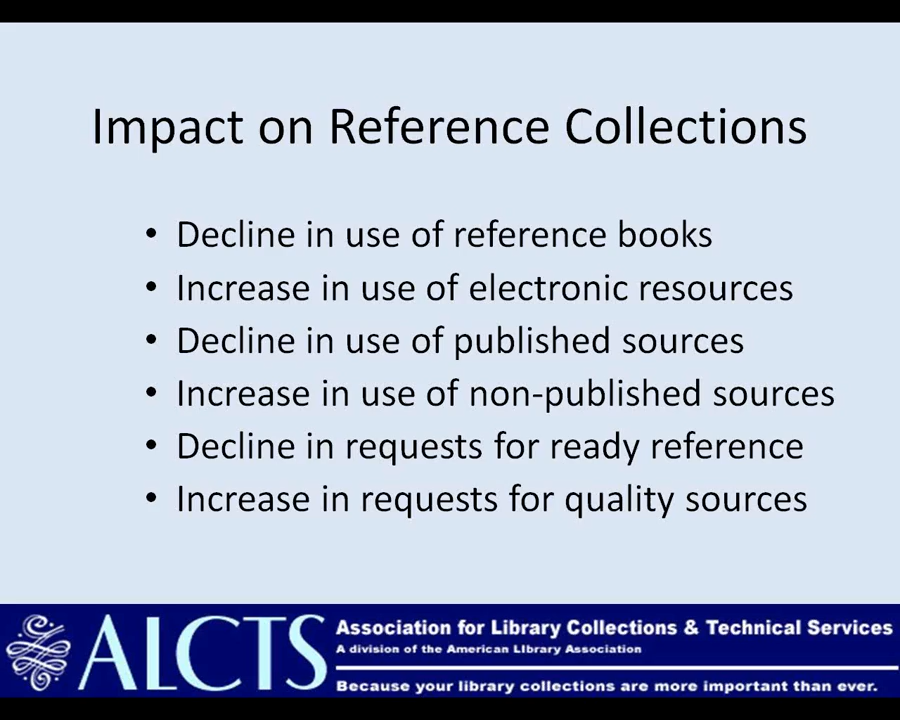 Impact on Reference Collections
• Decline in use of reference books
• Increase in use of electronic resources
• Decline in use of published sources
• Increase in use of non-published sources
• Decline in requests for ready reference
• Increase in requests for quality sources
ALCTS
Association for Library Collections & Technical Services
A division of the American Library Association
Because your library collections are more important than ever.